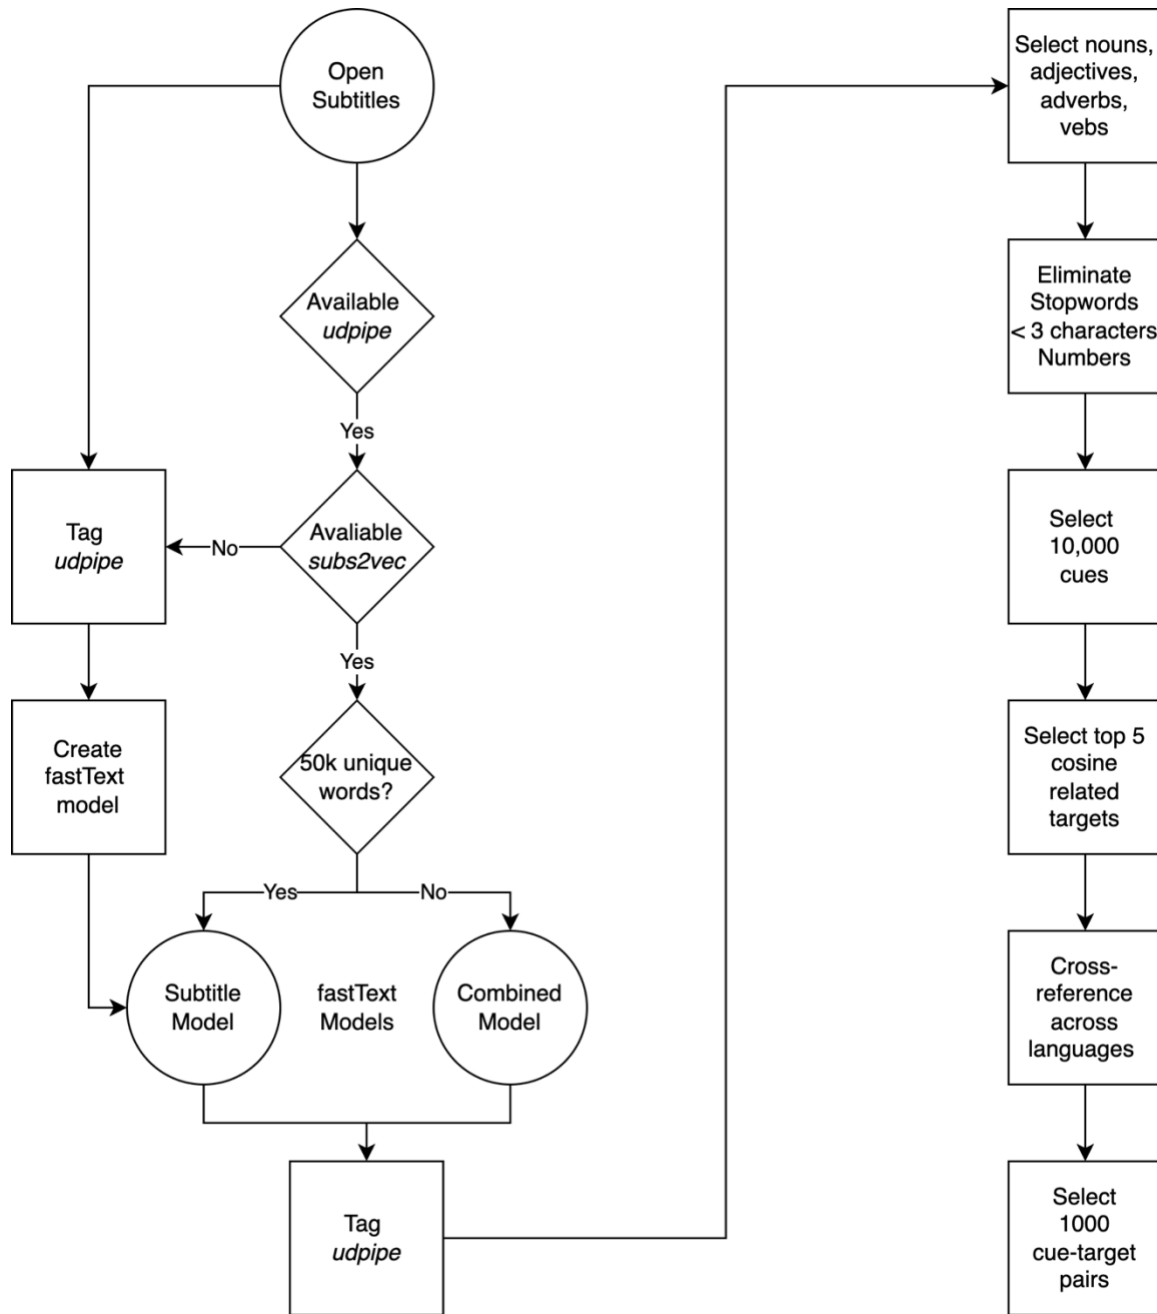 Open
Subtitles
Available
udpipe
Yes
Avaliable
subs2vec
No
Tag
udpipe
Yes
Create
fastText
model
50k unique
words?
Yes
No
Subtitle
Model
fastText
Models
Combined
Model
Tag
udpipe
Select nouns,
adjectives,
adverbs,
vebs
Eliminate
Stopwords
< 3 characters
Numbers
Select
10,000
cues
Select top 5
cosine
related
targets
Cross-
reference
across
languages
Select
1000
cue-target
pairs